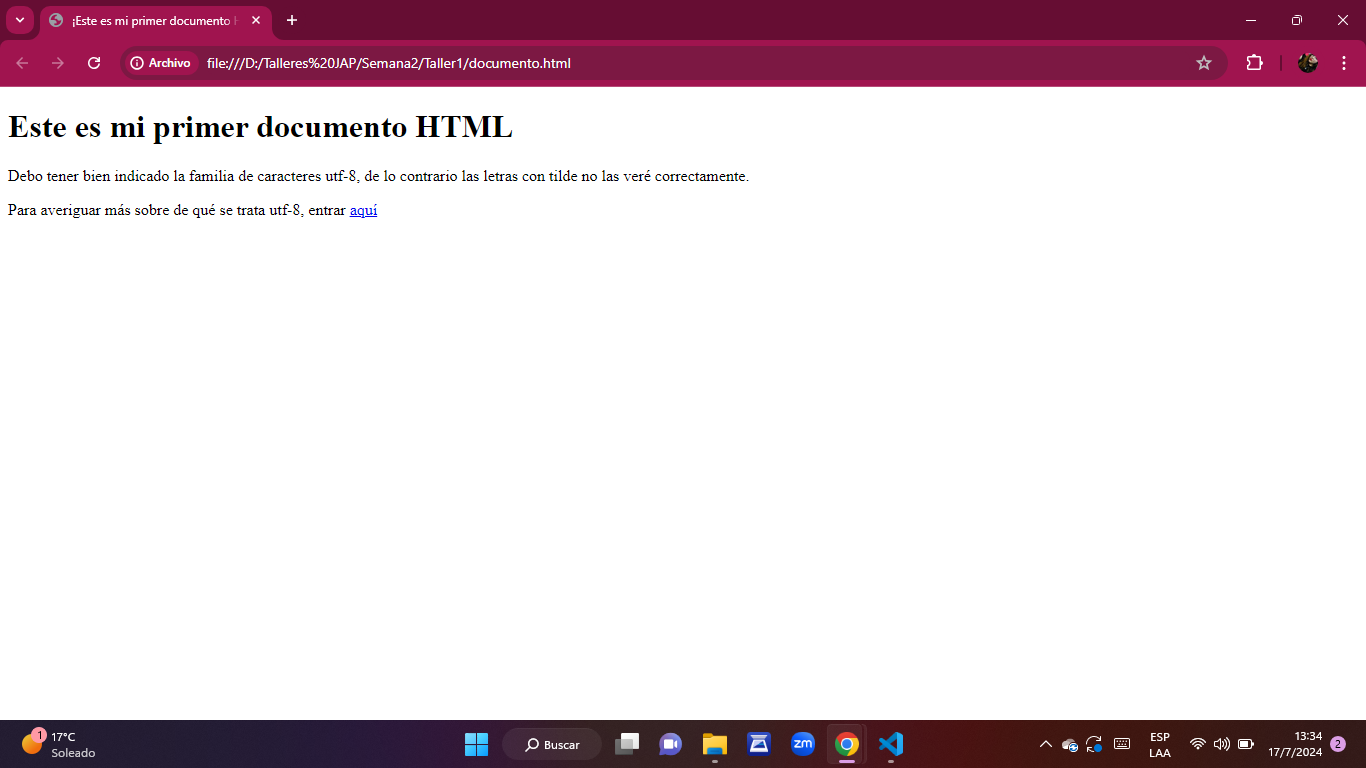 ¡Este es mi primer documento H
Archivo
file:///D:/Talleres%20JAP/Semana2/Taller1/documento.html
Este es mi primer documento HTML
Debo tener bien indicado la familia de caracteres utf-8, de lo contrario las letras con tilde no las veré correctamente.
Para averiguar más sobre de qué se trata utf-8, entrar aquí
1
17°C
Soleado
Buscar
zm
ESP
LAA
13:34
17/7/2024
2